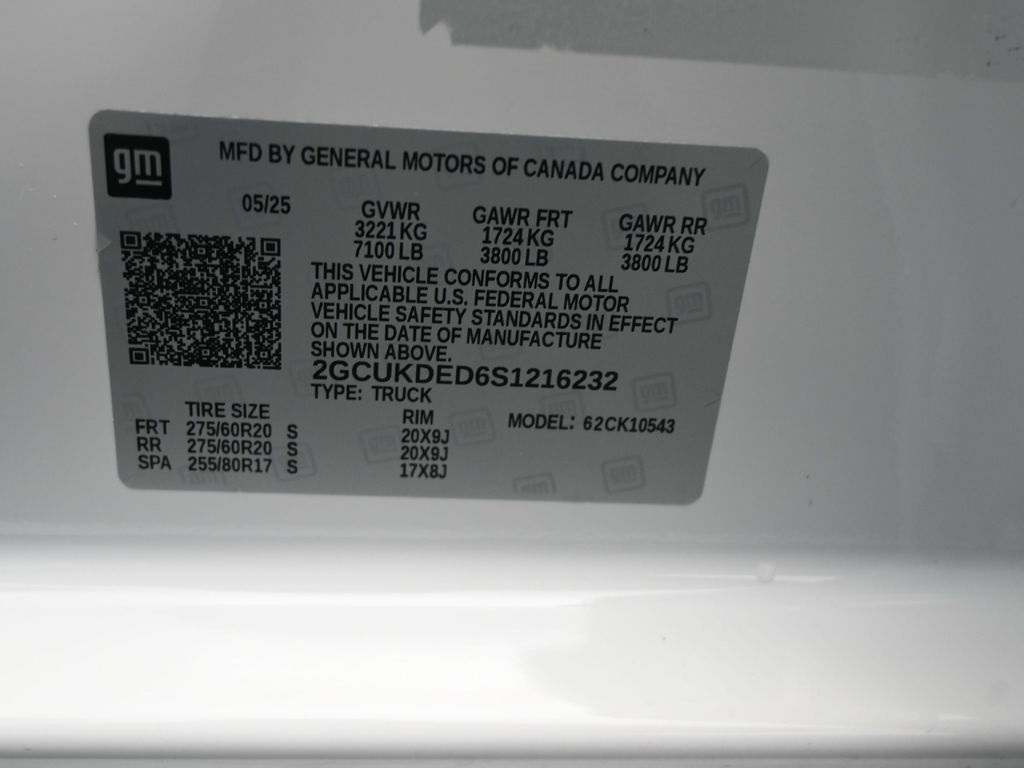 gm
MFD BY GENERAL MOTORS OF CANADA COMPANY
05/25
GVWR GAWR FRT GAWR RR
3221 KG 1724 KG 1724 KG
7100 LB 3800 LB 3800 LB
THIS VEHICLE CONFORMS TO ALL
APPLICABLE U.S. FEDERAL MOTOR
VEHICLE SAFETY STANDARDS IN EFFECT
ON THE DATE OF MANUFACTURE
SHOWN ABOVE.
2GCUKDED6S1216232
TYPE: TRUCK
TIRE SIZE RIM MODEL: 62CK10543
FRT 275/60R20 S 20X9J
RR 275/60R20 S 20X9J
SPA 255/80R17 S 17X8J